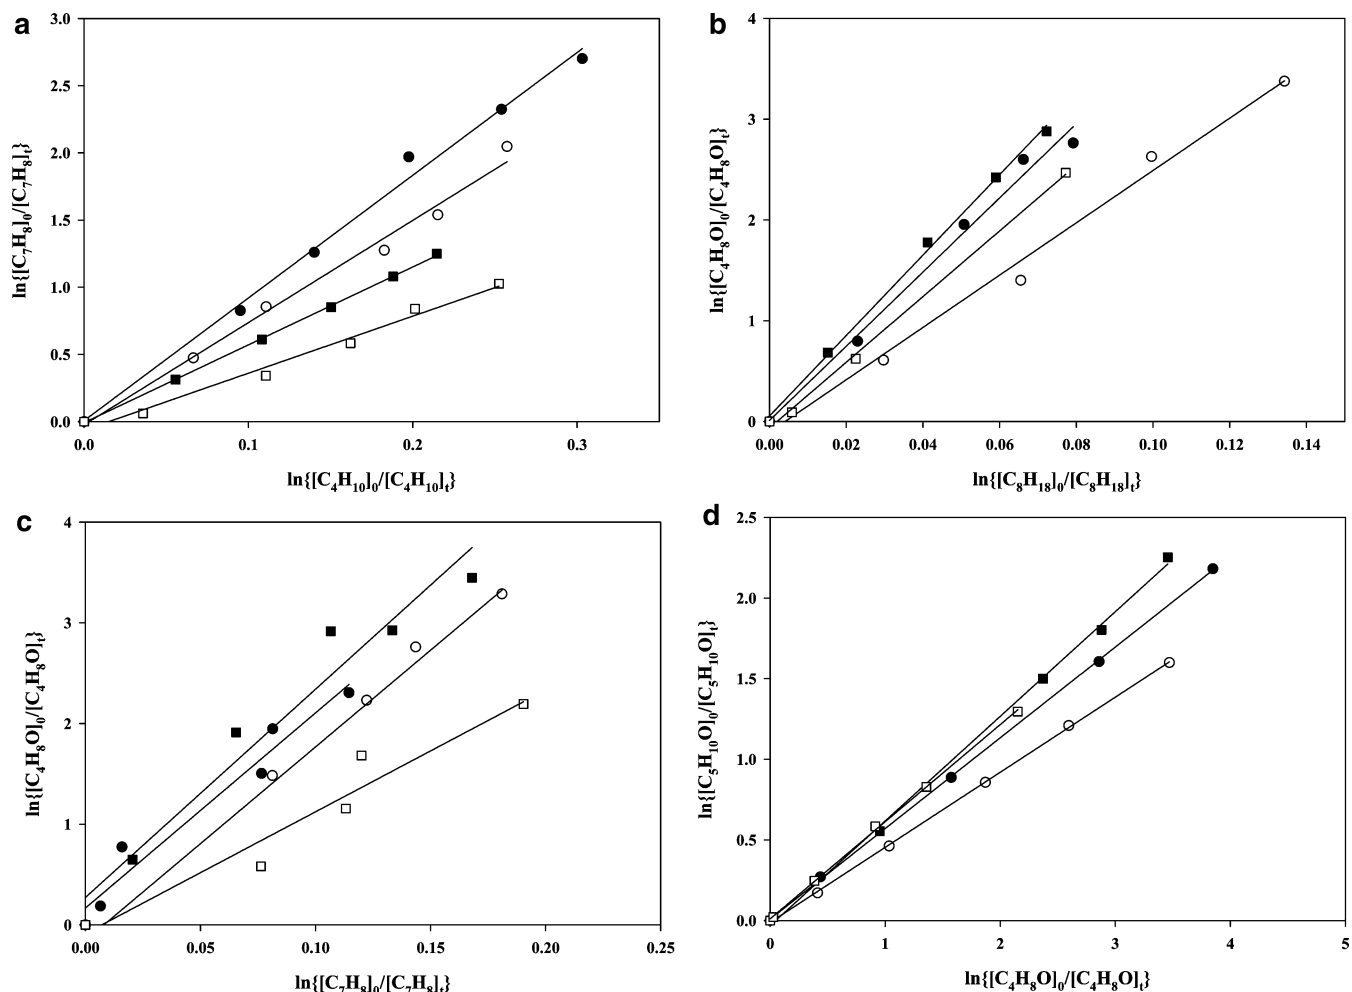 a
3.0
2.5
2.0
1.5
1.0
0.5
0.0
ln{[C₇H₈]₀/[C₇H₈]ₜ}
0.0 0.1 0.2 0.3
ln{[C₄H₁₀]₀/[C₄H₁₀]ₜ}
b
4
3
2
1
0
ln{[C₄H₈O]₀/[C₄H₈O]ₜ}
0.00 0.02 0.04 0.06 0.08 0.10 0.12 0.14
ln{[C₈H₁₈]₀/[C₈H₁₈]ₜ}
c
4
3
2
1
0
ln{[C₄H₈O]₀/[C₄H₈O]ₜ}
0.00 0.05 0.10 0.15 0.20 0.25
ln{[C₇H₈]₀/[C₇H₈]ₜ}
d
2.5
2.0
1.5
1.0
0.5
0.0
ln{[C₅H₁₀O]₀/[C₅H₁₀O]ₜ}
0 1 2 3 4 5
ln{[C₄H₈O]₀/[C₄H₈O]ₜ}